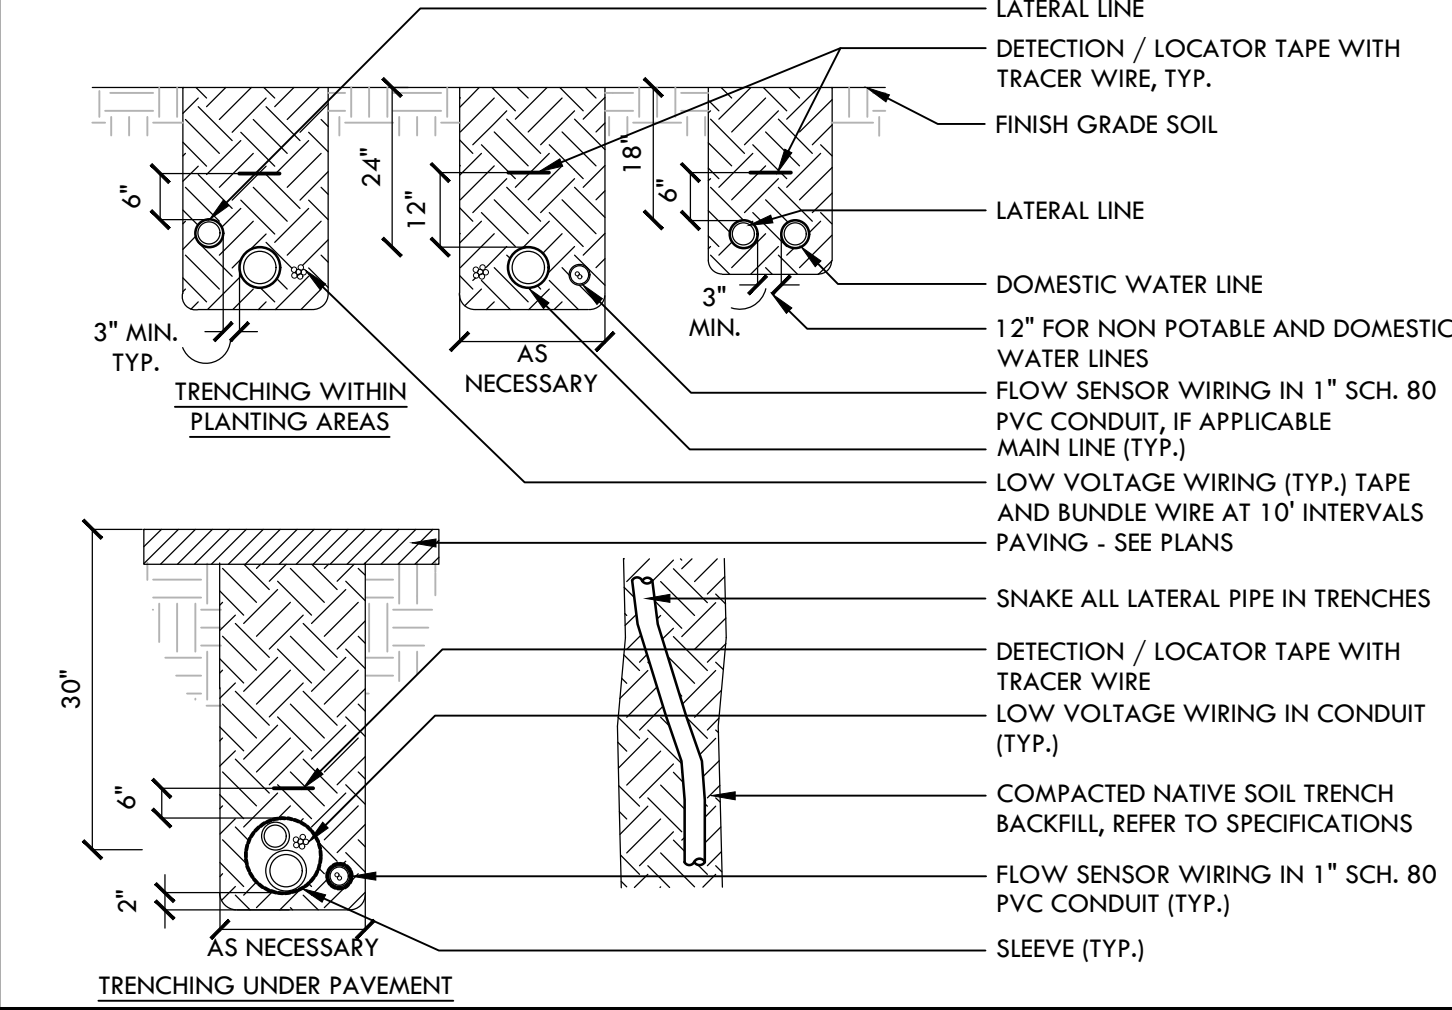 LATERAL LINE
DETECTION / LOCATOR TAPE WITH
TRACER WIRE, TYP.
FINISH GRADE SOIL
18"
24"
6"
12"
6"
LATERAL LINE
DOMESTIC WATER LINE
3"
MIN.
12" FOR NON POTABLE AND DOMESTIC
WATER LINES
3" MIN.
TYP.
AS
NECESSARY
TRENCHING WITHIN
PLANTING AREAS
FLOW SENSOR WIRING IN 1" SCH. 80
PVC CONDUIT, IF APPLICABLE
MAIN LINE (TYP.)
LOW VOLTAGE WIRING (TYP.) TAPE
AND BUNDLE WIRE AT 10' INTERVALS
PAVING - SEE PLANS
SNAKE ALL LATERAL PIPE IN TRENCHES
DETECTION / LOCATOR TAPE WITH
TRACER WIRE
LOW VOLTAGE WIRING IN CONDUIT
(TYP.)
30"
6"
COMPACTED NATIVE SOIL TRENCH
BACKFILL, REFER TO SPECIFICATIONS
FLOW SENSOR WIRING IN 1" SCH. 80
PVC CONDUIT (TYP.)
2"
AS NECESSARY
SLEEVE (TYP.)
TRENCHING UNDER PAVEMENT